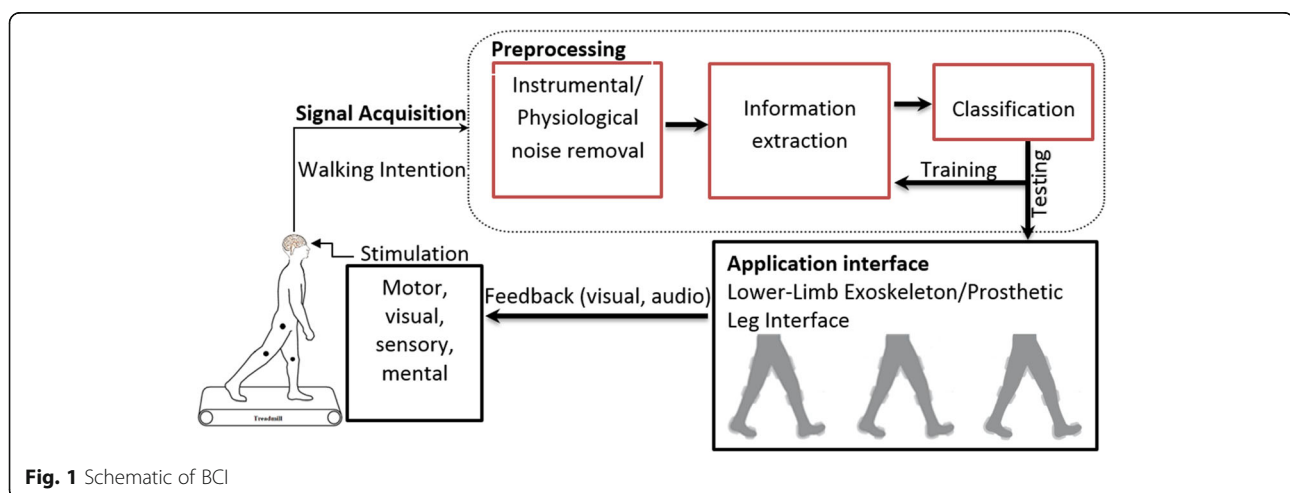 Preprocessing
Instrumental/
Physiological
noise removal
Information
extraction
Classification
Training
Testing
Signal Acquisition
Walking Intention
Stimulation
Motor,
visual,
sensory,
mental
Feedback (visual, audio)
Application interface
Lower-Limb Exoskeleton/Prosthetic
Leg Interface
Treadmill
Fig. 1 Schematic of BCI